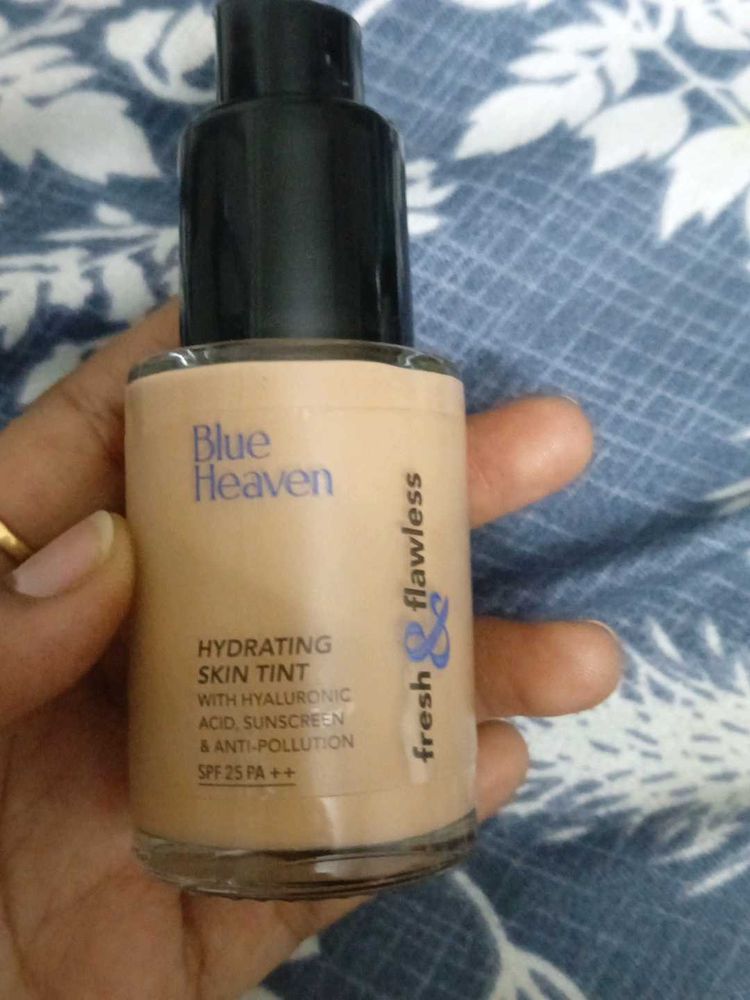 Blue
Heaven
HYDRATING
SKIN TINT
WITH HYALURONIC
ACID, SUNSCREEN
& ANTI-POLLUTION
SPF 25 PA ++
fresh & flawless